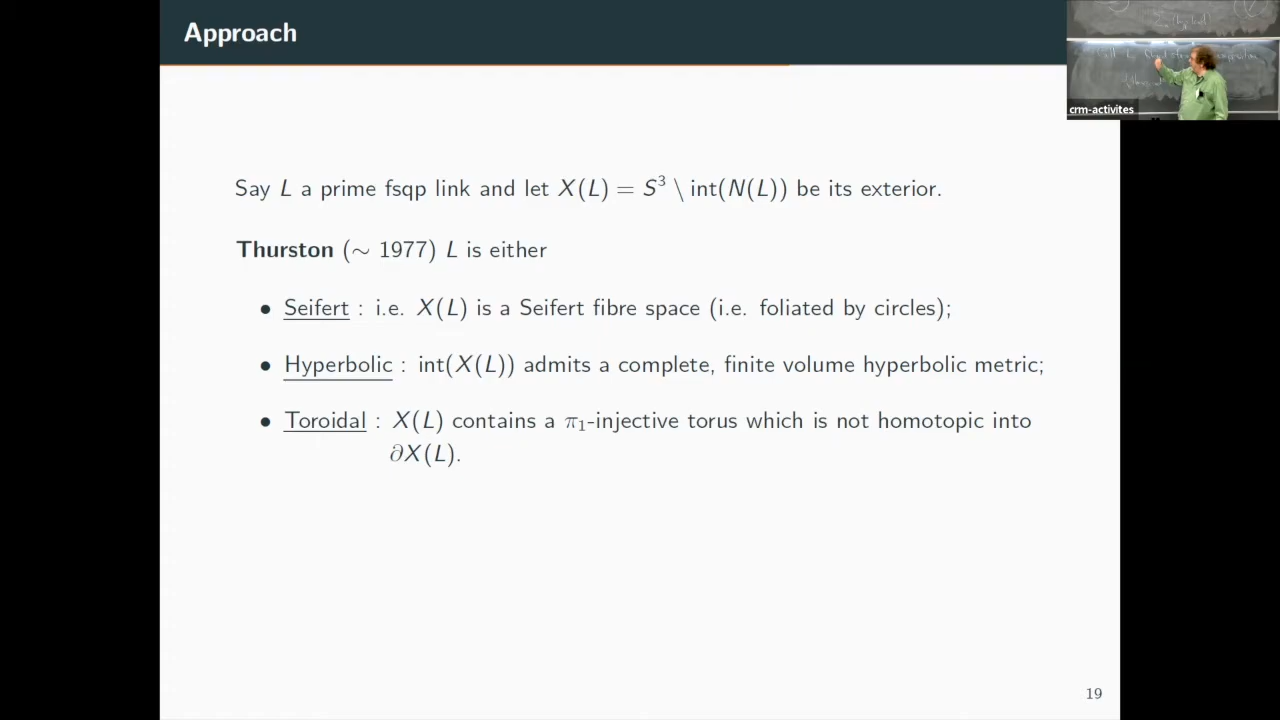 Approach
crm-activites
Say L a prime fsqp link and let X(L) = S³ \ int(N(L)) be its exterior.
Thurston (∼ 1977) L is either
• Seifert : i.e. X(L) is a Seifert fibre space (i.e. foliated by circles);
• Hyperbolic : int(X(L)) admits a complete, finite volume hyperbolic metric;
• Toroidal : X(L) contains a π₁-injective torus which is not homotopic into
∂X(L).
19